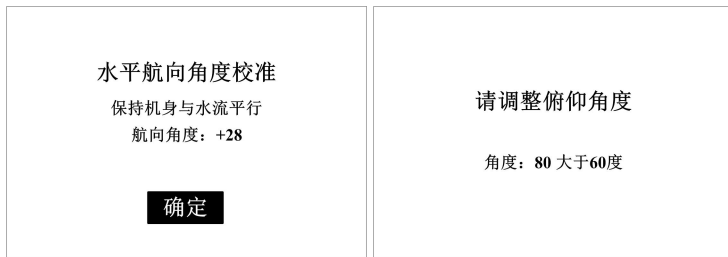 水平航向角度校准
保持机身与水流平行
航向角度：+28
确定
请调整俯仰角度
角度：80 大于60度